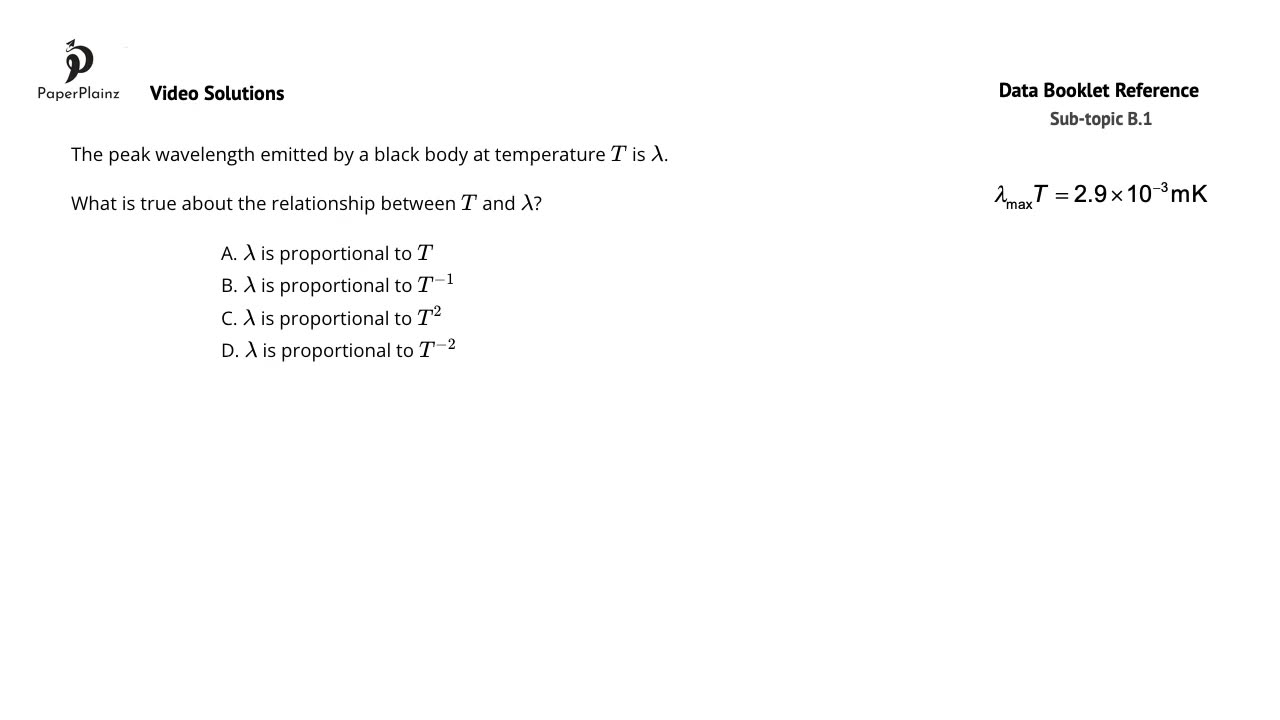 PaperPlainz
Video Solutions
Data Booklet Reference
Sub-topic B.1
The peak wavelength emitted by a black body at temperature T is λ.
λ_max T = 2.9 × 10⁻³ mK
What is true about the relationship between T and λ?
A. λ is proportional to T
B. λ is proportional to T⁻¹
C. λ is proportional to T²
D. λ is proportional to T⁻²